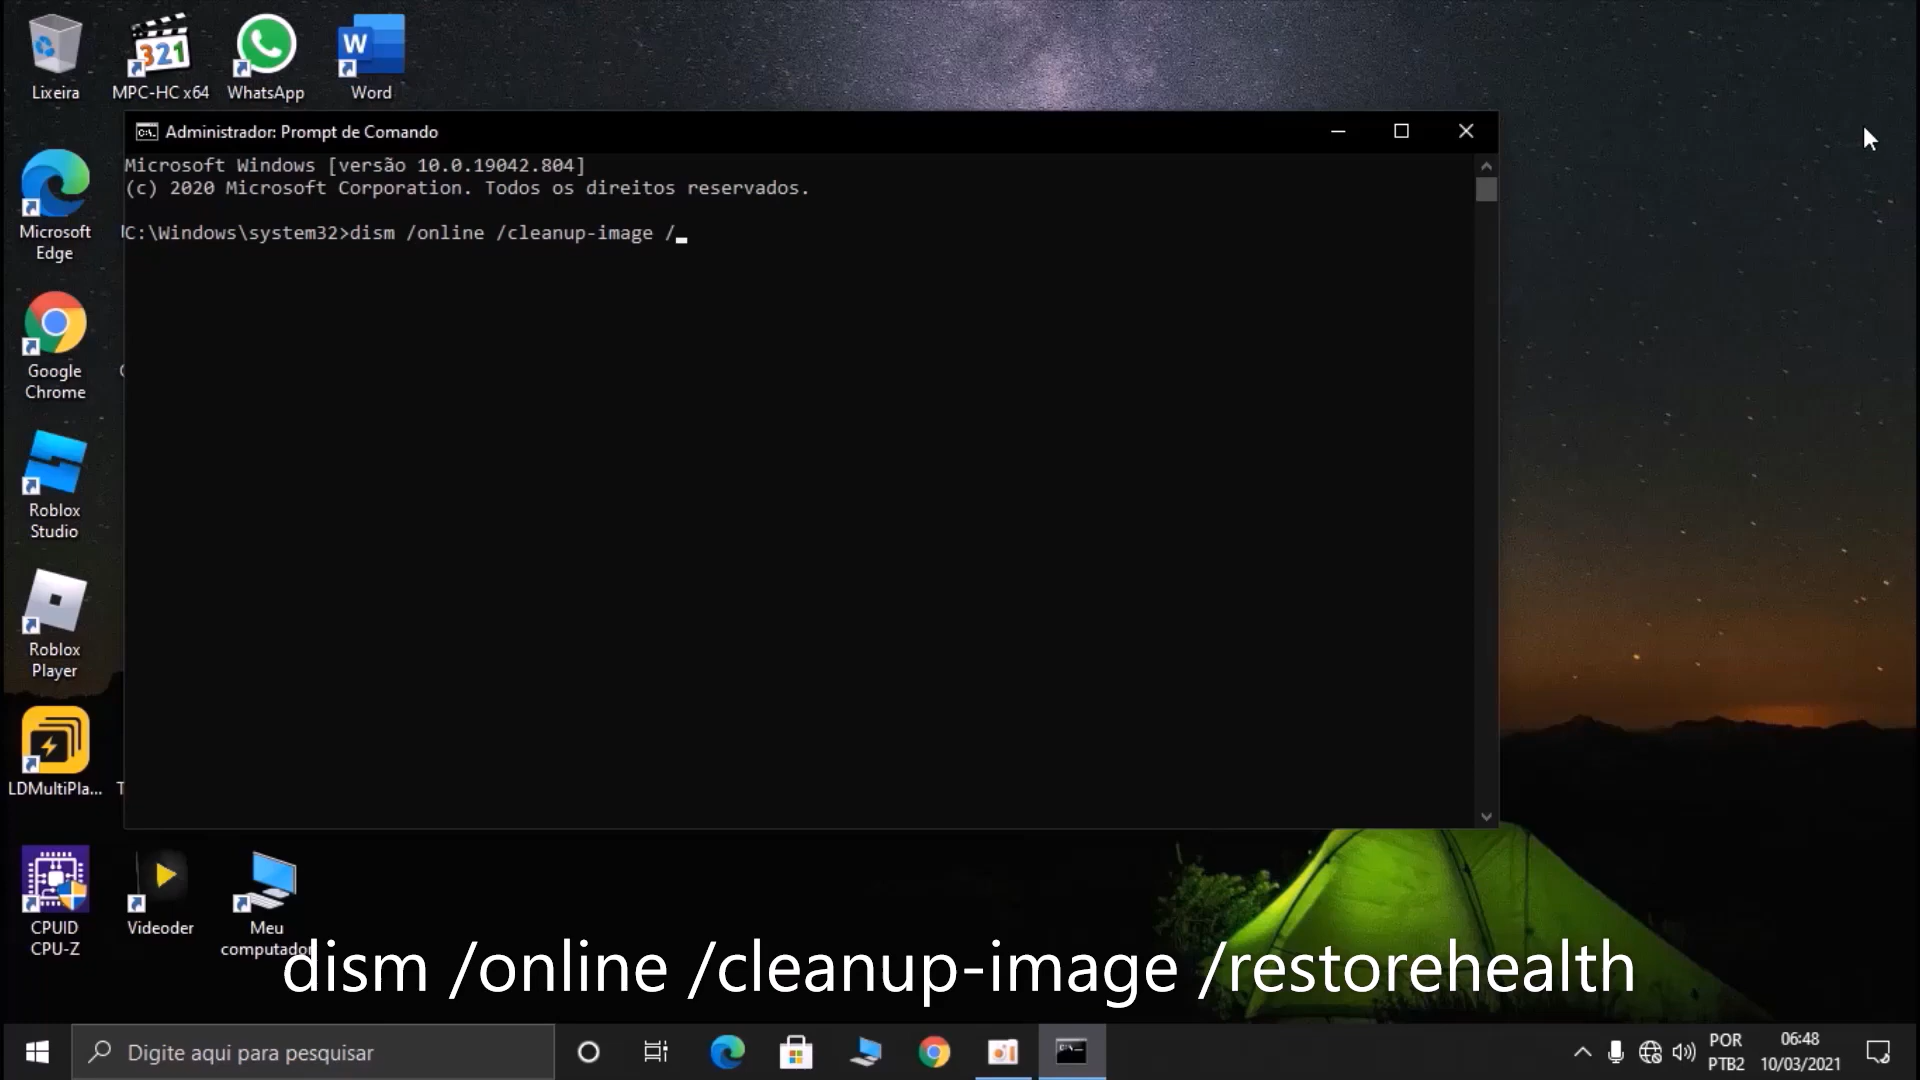 Lixeira
MPC-HC x64
WhatsApp
Word
Microsoft
Edge
Google
Chrome
Roblox
Studio
Roblox
Player
LDMultiPla...
CPUID
CPU-Z
Videoder
Meu
computador
Administrador: Prompt de Comando
Microsoft Windows [versão 10.0.19042.804]
(c) 2020 Microsoft Corporation. Todos os direitos reservados.
C:\Windows\system32>dism /online /cleanup-image /
dism /online /cleanup-image /restorehealth
Digite aqui para pesquisar
POR
PTB2
06:48
10/03/2021